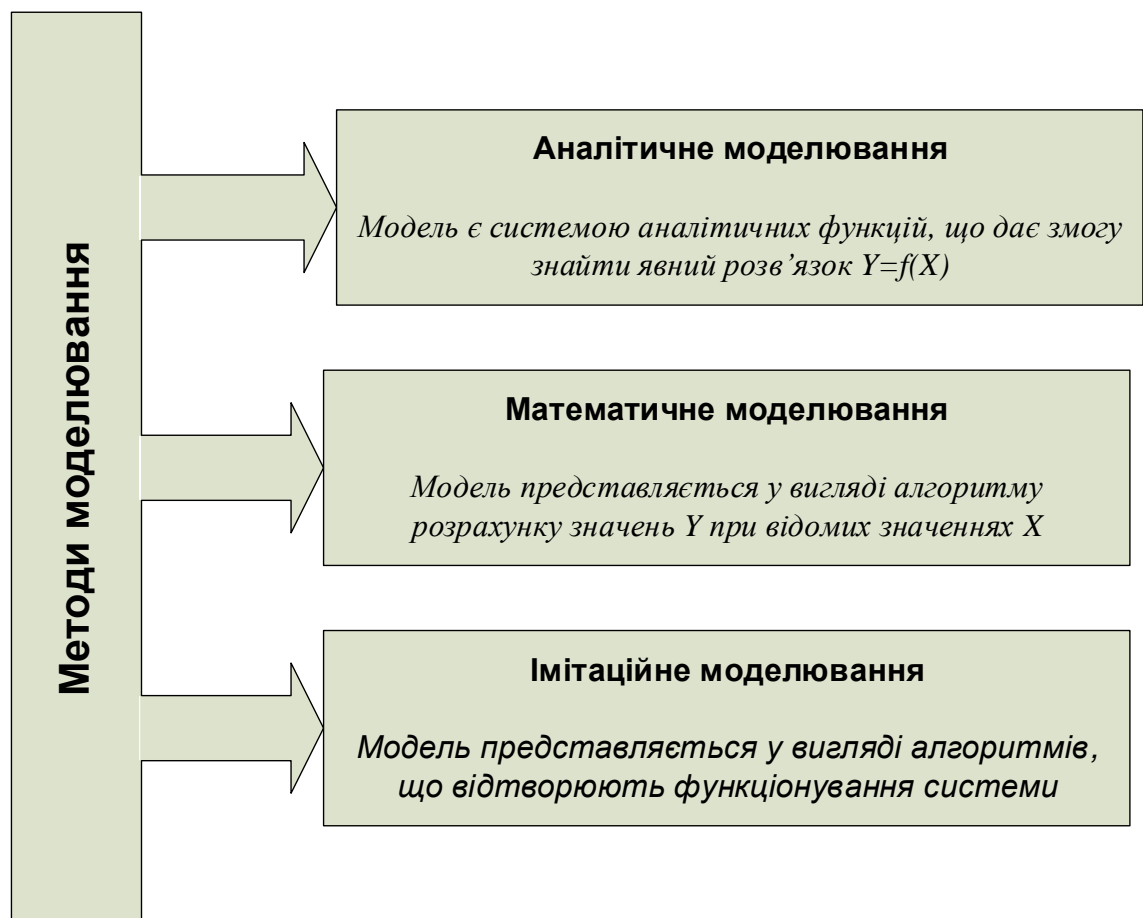 Методи моделювання
Аналітичне моделювання
Модель є системою аналітичних функцій, що дає змогу
знайти явний розв’язок Y=f(X)
Математичне моделювання
Модель представляється у вигляді алгоритму
розрахунку значень Y при відомих значеннях X
Імітаційне моделювання
Модель представляється у вигляді алгоритмів,
що відтворюють функціонування системи